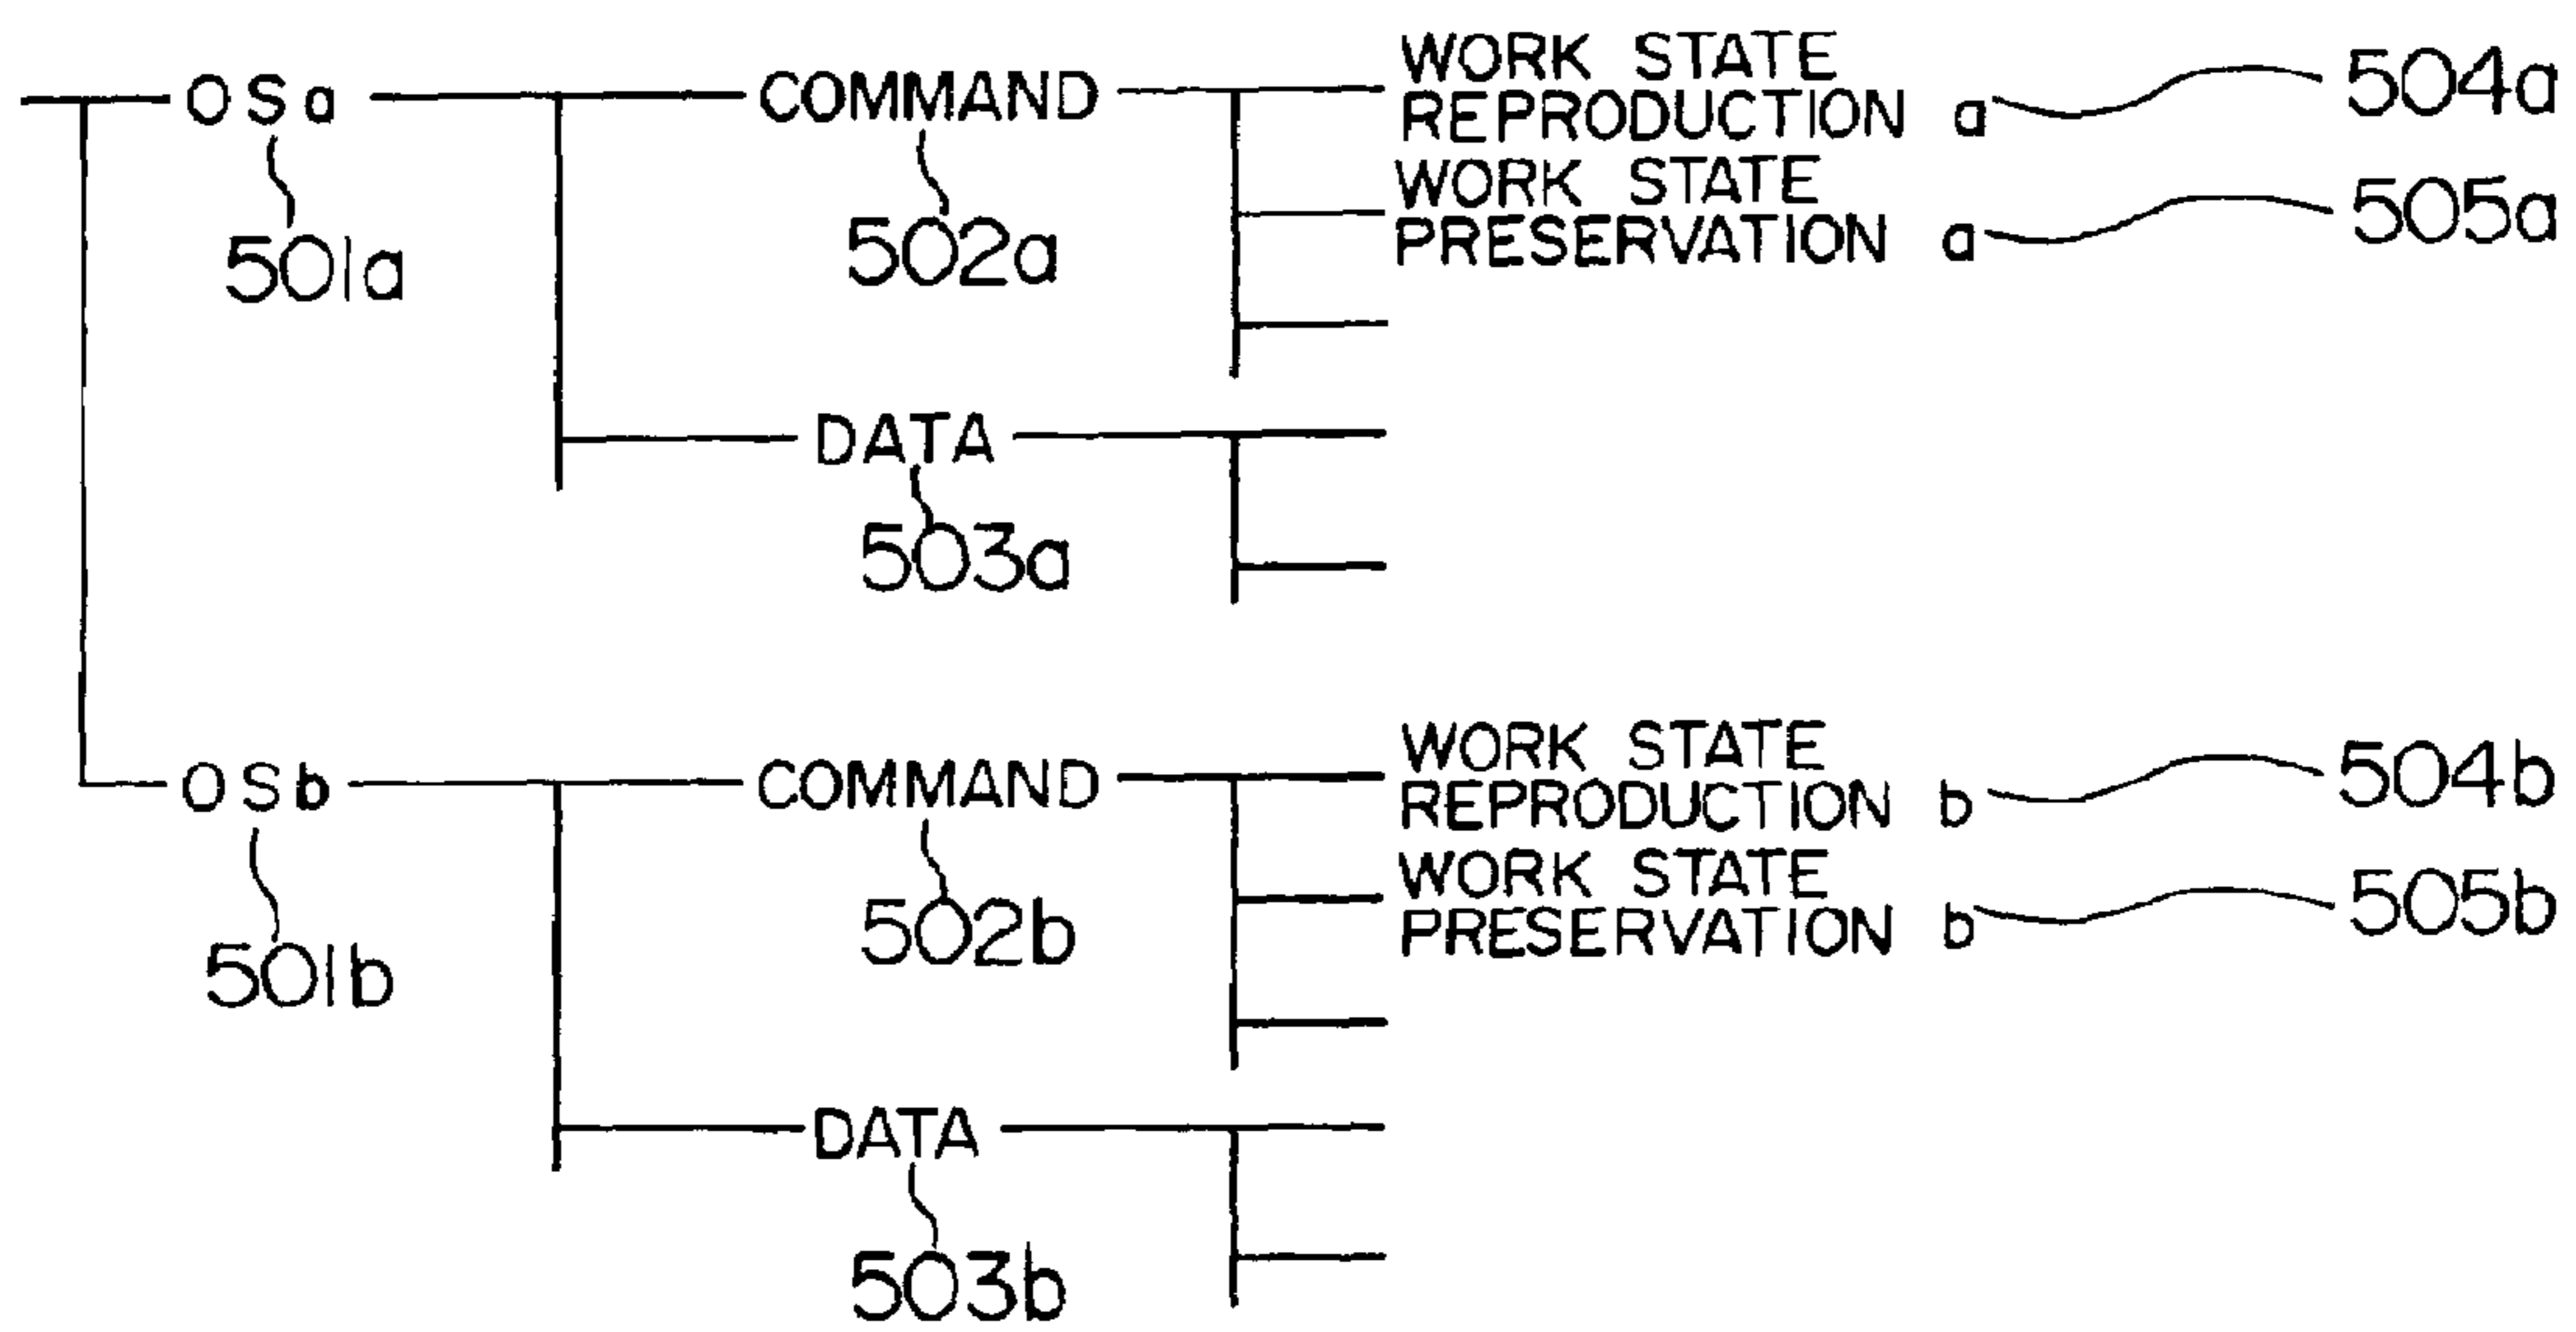 WORK STATE
OSa COMMAND REPRODUCTION a 504a
WORK STATE
PRESERVATION a 505a
501a 502a
DATA
503a
WORK STATE
OSb COMMAND REPRODUCTION b 504b
WORK STATE
PRESERVATION b 505b
501b 502b
DATA
503b